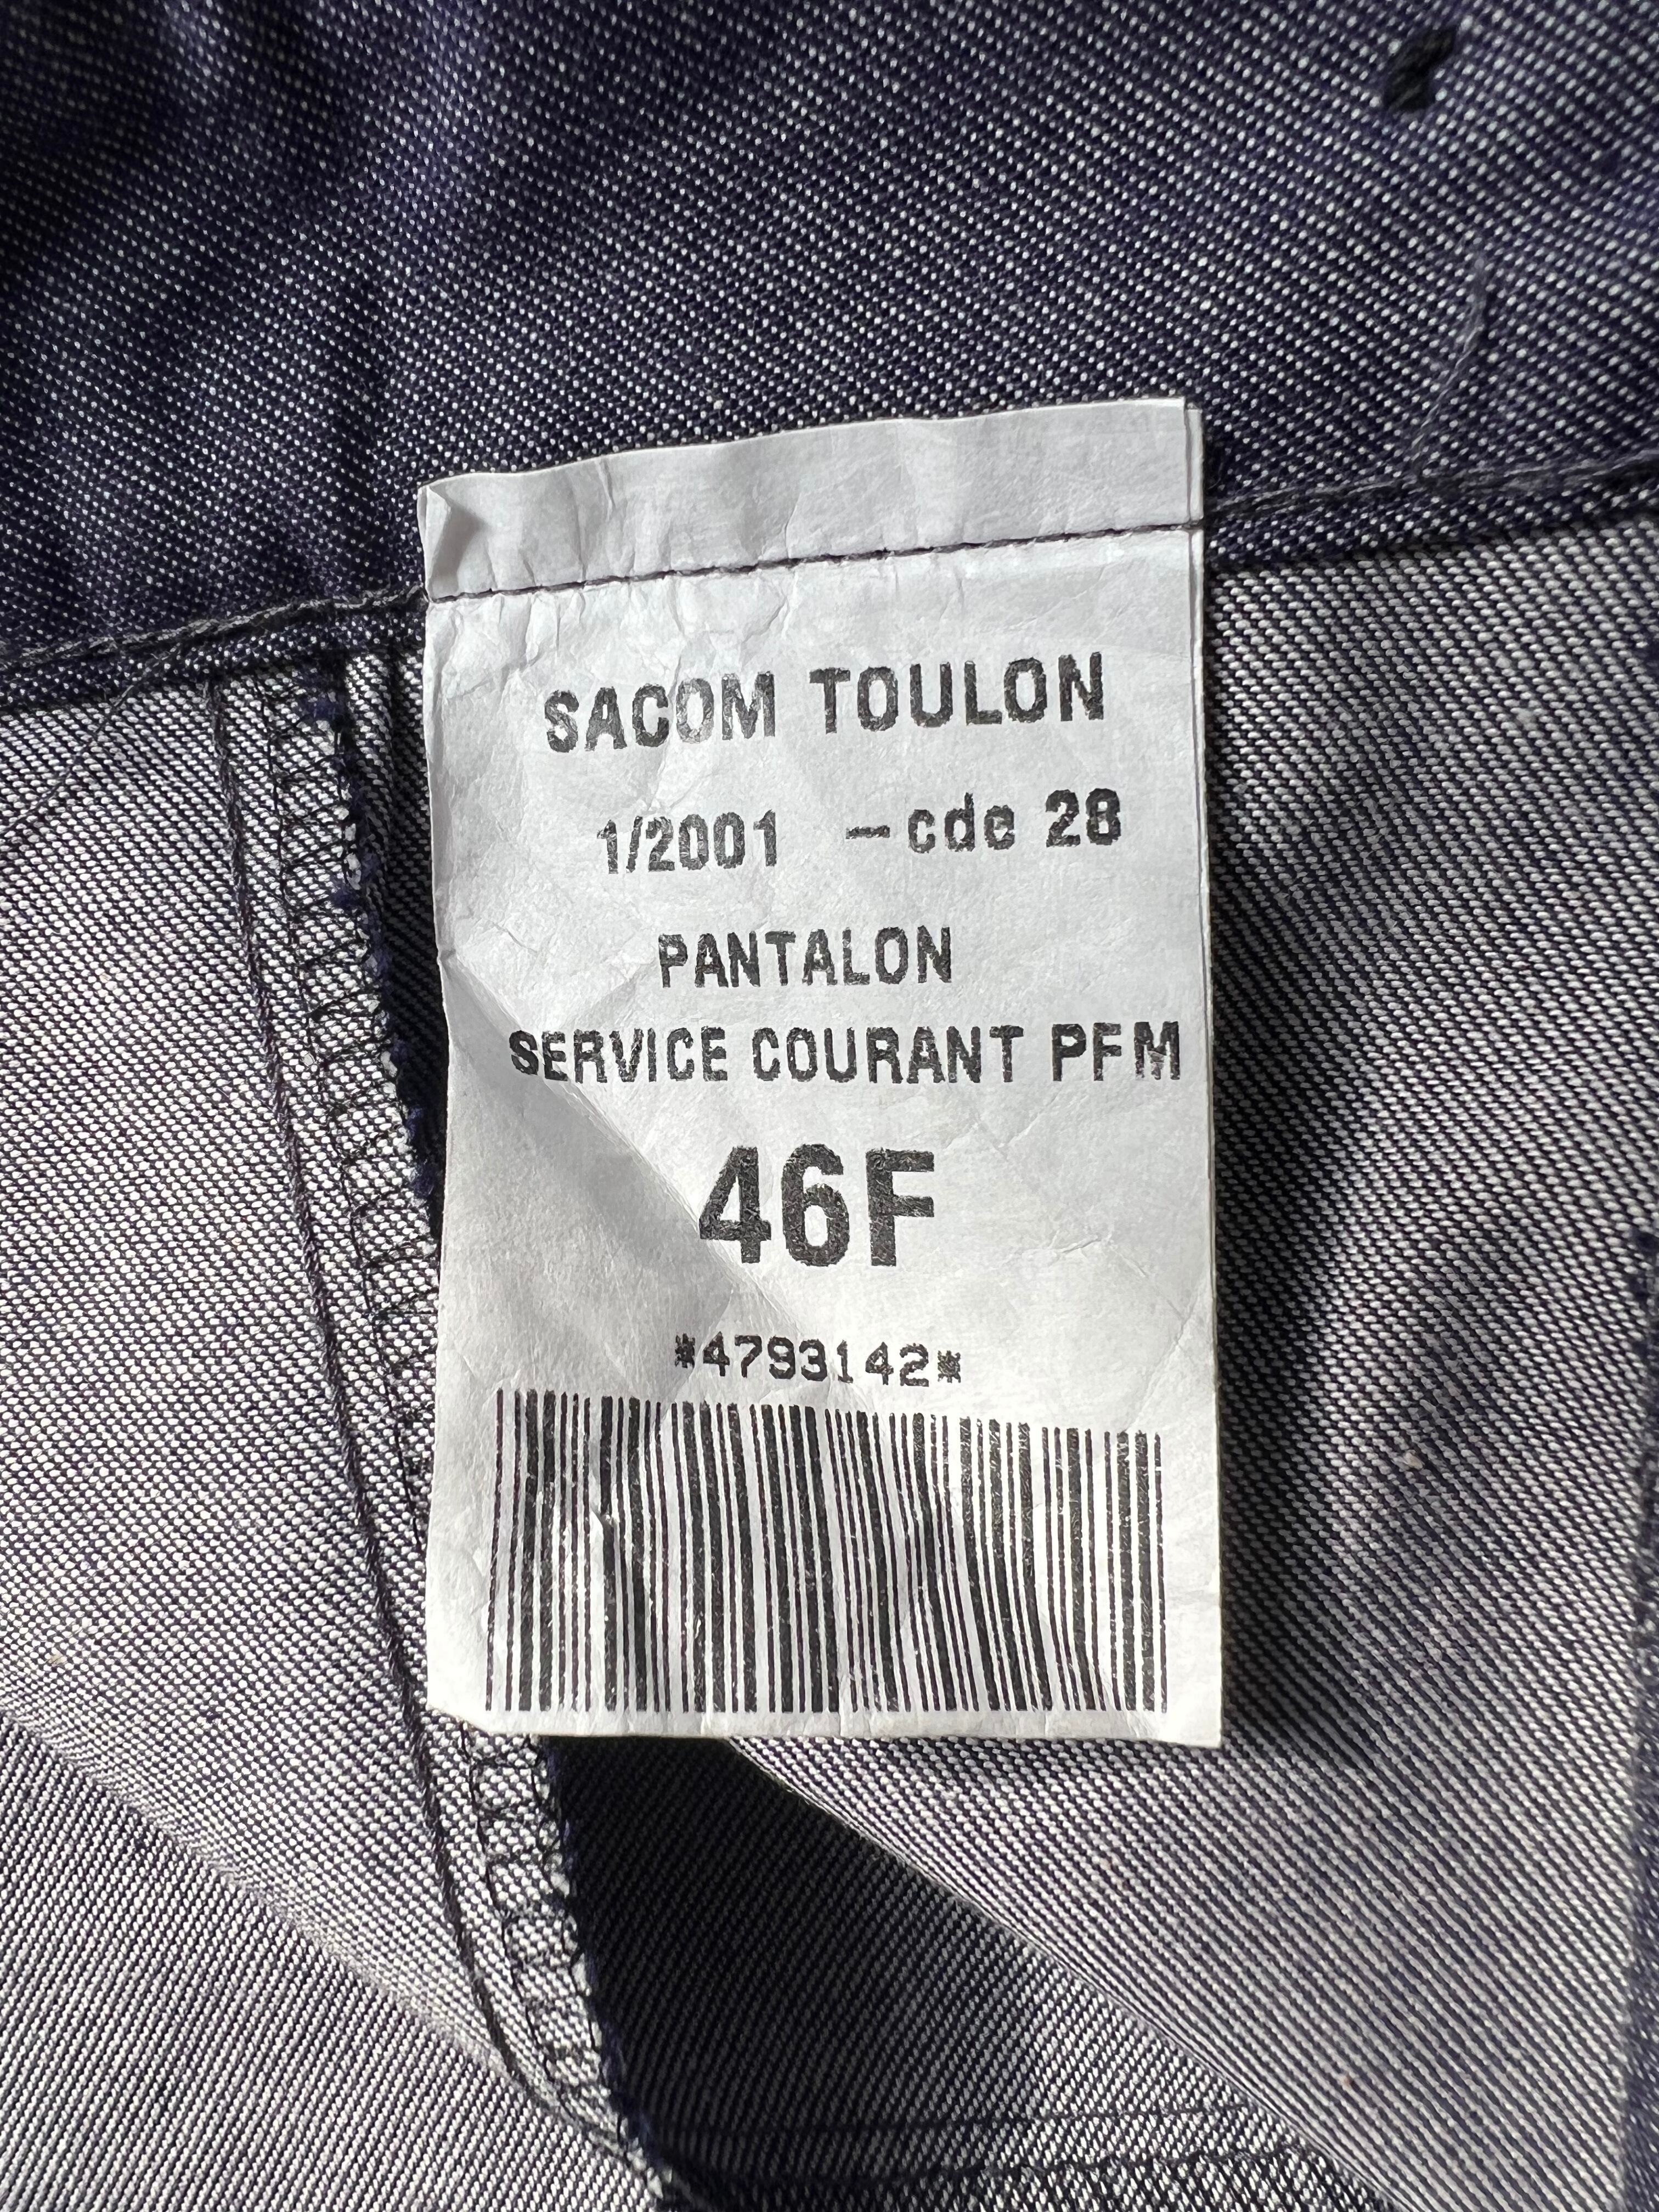 SACOM TOULON
1/2001 -cde 28
PANTALON
SERVICE COURANT PFM
46F
*4793142*